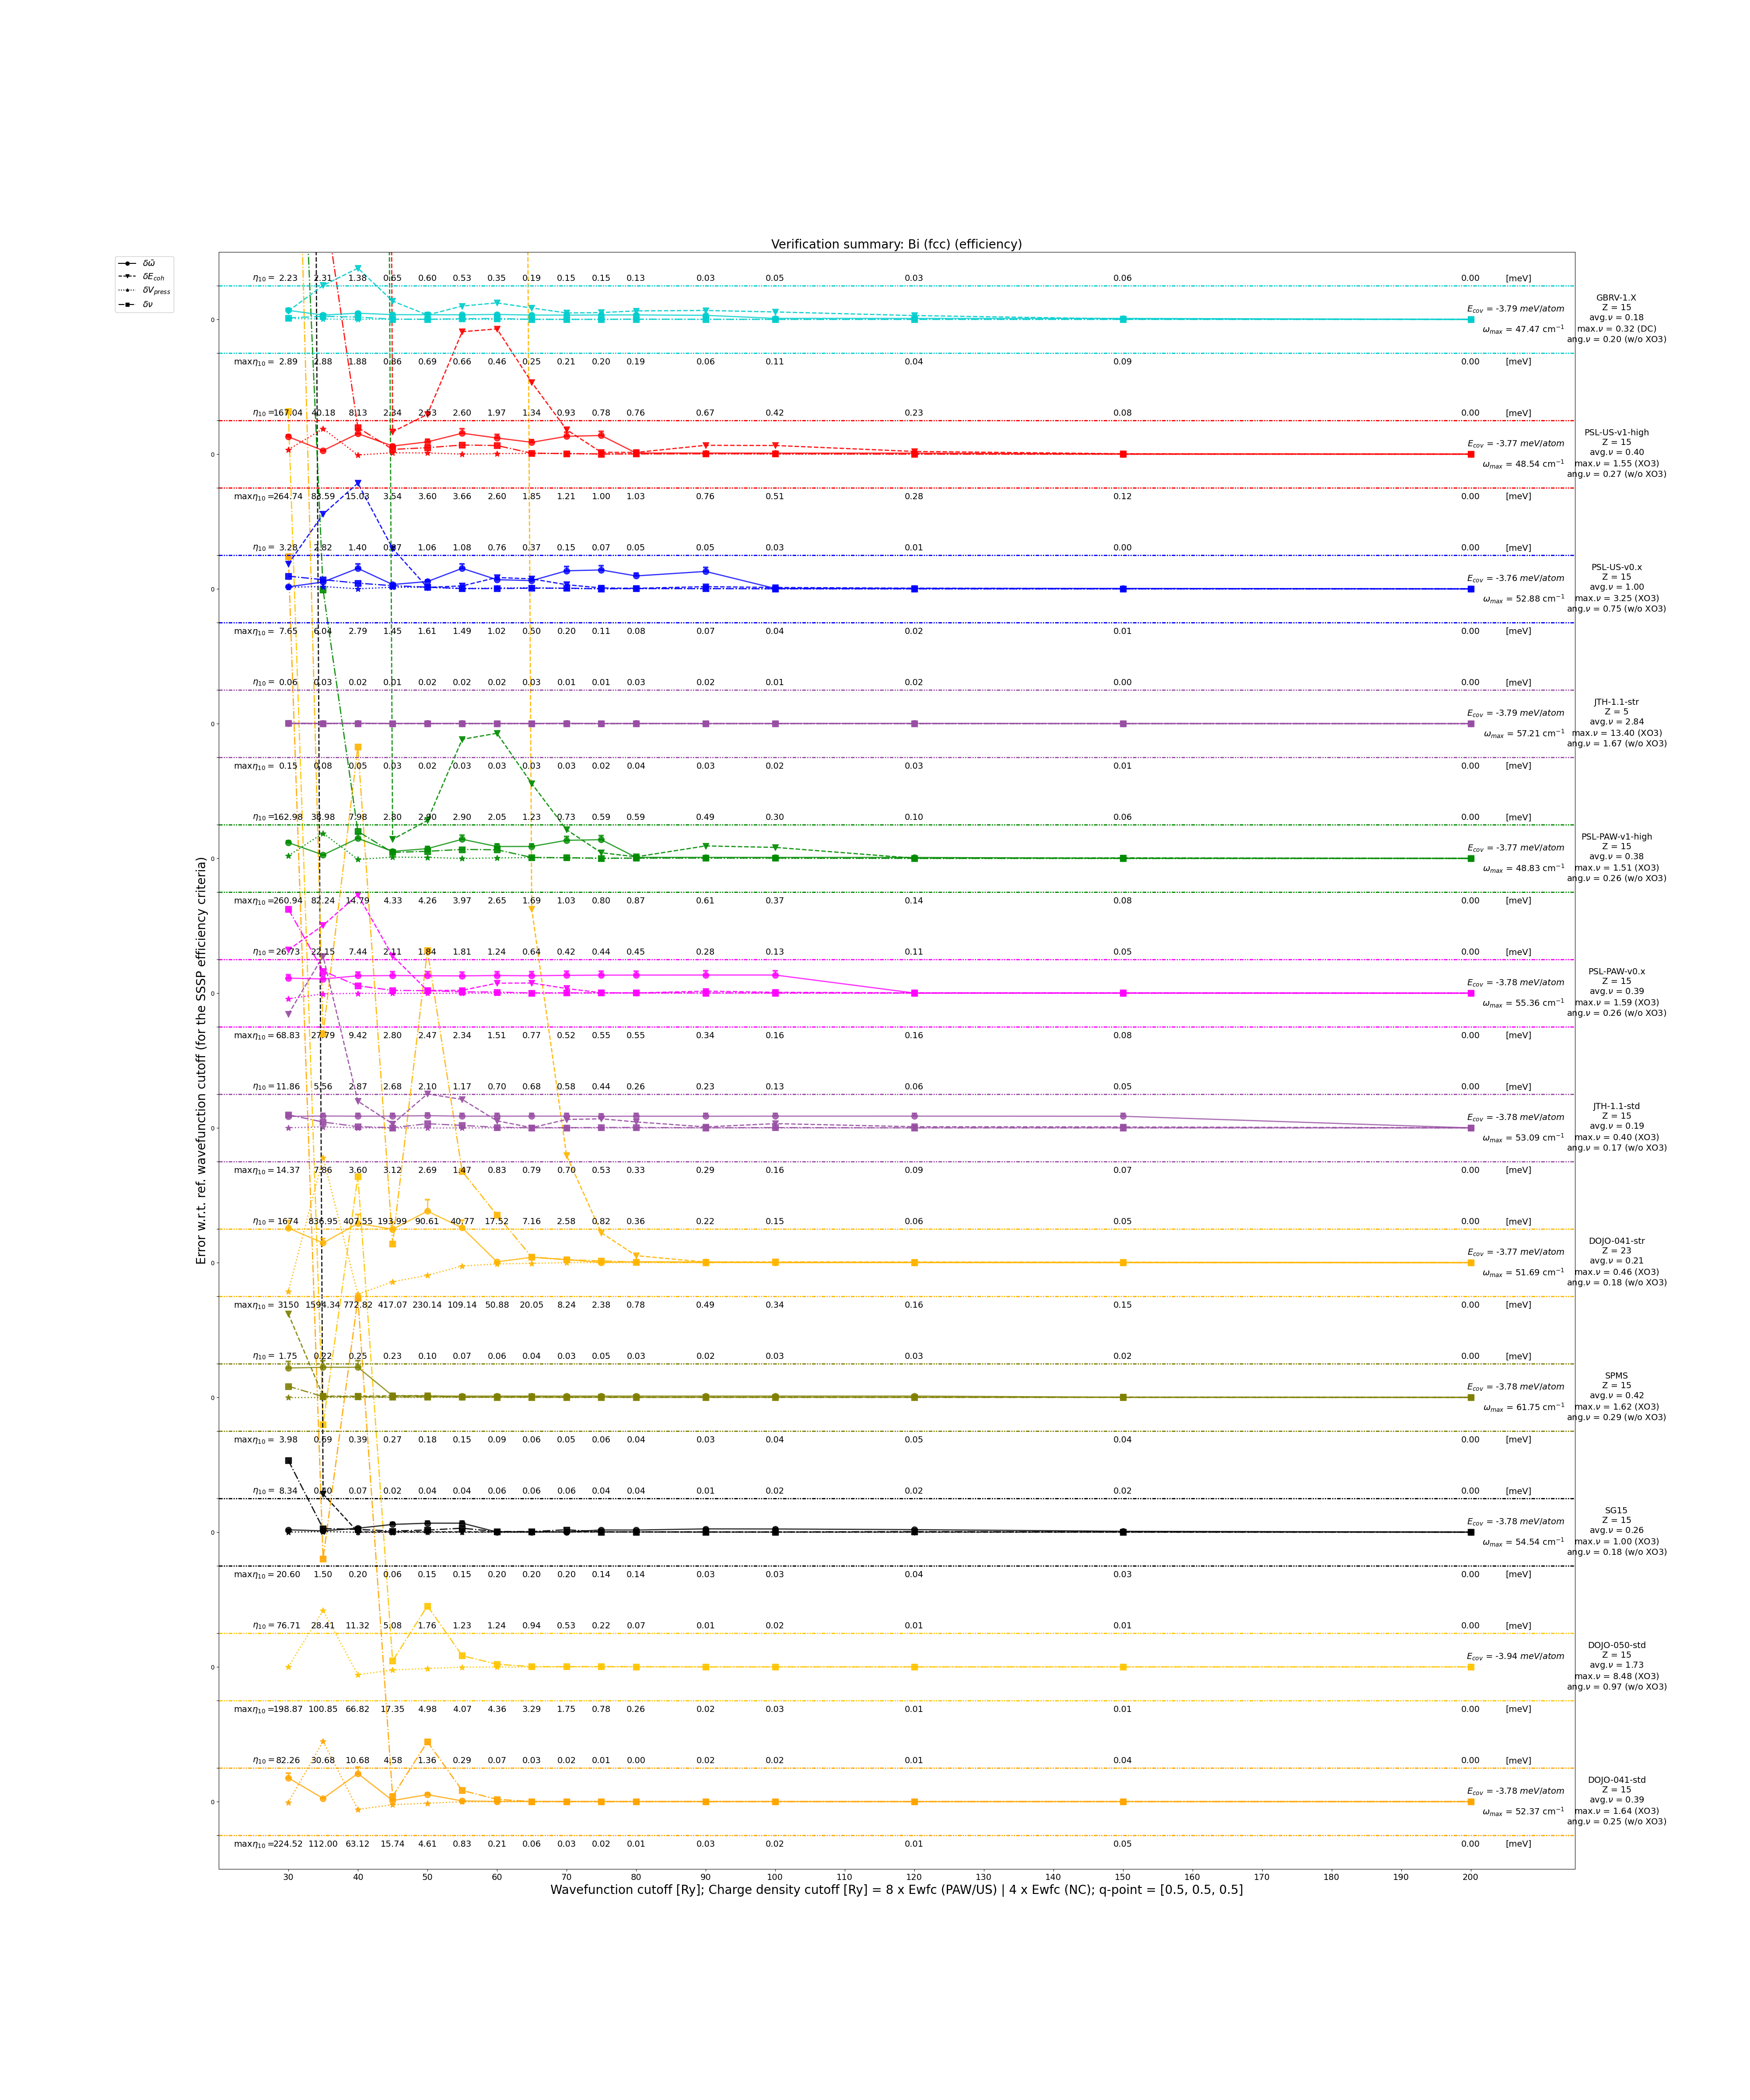 Verification summary: Bi (fcc) (efficiency)
δω̄
δE_coh
δV_press
δν
Error w.r.t. ref. wavefunction cutoff (for the SSSP efficiency criteria)
η₁₀ = 2.23 2.31 1.38 0.65 0.60 0.53 0.35 0.19 0.15 0.15 0.13 0.03 0.05 0.03 0.06 0.00 [meV]
0
E_cov = -3.79 meV/atom
ω_max = 47.47 cm⁻¹
GBRV-1.X
Z = 15
avg.ν = 0.18
max.ν = 0.32 (DC)
ang.ν = 0.20 (w/o XO3)
maxη₁₀ = 2.89 2.88 1.88 0.86 0.69 0.66 0.46 0.25 0.21 0.20 0.19 0.06 0.11 0.04 0.09 0.00 [meV]
η₁₀ = 167.04 40.18 8.13 2.34 2.53 2.60 1.97 1.34 0.93 0.78 0.76 0.67 0.42 0.23 0.08 0.00 [meV]
0
E_cov = -3.77 meV/atom
ω_max = 48.54 cm⁻¹
PSL-US-v1-high
Z = 15
avg.ν = 0.40
max.ν = 1.55 (XO3)
ang.ν = 0.27 (w/o XO3)
maxη₁₀ = 264.74 83.59 15.03 3.54 3.60 3.66 2.60 1.85 1.21 1.00 1.03 0.76 0.51 0.28 0.12 0.00 [meV]
η₁₀ = 3.28 2.82 1.40 1.06 1.08 0.76 0.37 0.15 0.07 0.05 0.05 0.03 0.01 0.00 0.00 [meV]
0
E_cov = -3.76 meV/atom
ω_max = 52.88 cm⁻¹
PSL-US-v0.x
Z = 15
avg.ν = 1.00
max.ν = 3.25 (XO3)
ang.ν = 0.75 (w/o XO3)
maxη₁₀ = 7.65 6.04 2.79 1.45 1.61 1.49 1.02 0.50 0.20 0.11 0.08 0.07 0.04 0.02 0.01 0.00 [meV]
η₁₀ = 0.06 0.03 0.02 0.01 0.02 0.02 0.02 0.03 0.01 0.01 0.03 0.02 0.01 0.02 0.00 0.00 [meV]
0
E_cov = -3.79 meV/atom
ω_max = 57.21 cm⁻¹
JTH-1.1-str
Z = 5
avg.ν = 2.84
max.ν = 13.40 (XO3)
ang.ν = 1.67 (w/o XO3)
maxη₁₀ = 0.15 0.08 0.05 0.03 0.02 0.03 0.03 0.03 0.03 0.02 0.04 0.03 0.02 0.03 0.01 0.00 [meV]
η₁₀ = 162.98 38.98 7.98 2.80 2.90 2.90 2.05 1.23 0.73 0.59 0.59 0.49 0.30 0.10 0.06 0.00 [meV]
0
E_cov = -3.77 meV/atom
ω_max = 48.83 cm⁻¹
PSL-PAW-v1-high
Z = 15
avg.ν = 0.38
max.ν = 1.51 (XO3)
ang.ν = 0.26 (w/o XO3)
maxη₁₀ = 260.94 82.24 14.79 4.33 4.26 3.97 2.65 1.69 1.03 0.80 0.87 0.61 0.37 0.14 0.08 0.00 [meV]
η₁₀ = 26.73 22.15 7.44 2.11 1.84 1.81 1.24 0.64 0.42 0.44 0.45 0.28 0.13 0.11 0.05 0.00 [meV]
0
E_cov = -3.78 meV/atom
ω_max = 55.36 cm⁻¹
PSL-PAW-v0.x
Z = 15
avg.ν = 0.39
max.ν = 1.59 (XO3)
ang.ν = 0.26 (w/o XO3)
maxη₁₀ = 68.83 27.79 9.42 2.80 2.47 2.34 1.51 0.77 0.52 0.55 0.55 0.34 0.16 0.16 0.08 0.00 [meV]
η₁₀ = 11.86 5.56 2.87 2.68 2.10 1.17 0.70 0.68 0.58 0.44 0.26 0.23 0.13 0.06 0.05 0.00 [meV]
0
E_cov = -3.78 meV/atom
ω_max = 53.09 cm⁻¹
JTH-1.1-std
Z = 15
avg.ν = 0.19
max.ν = 0.40 (XO3)
ang.ν = 0.17 (w/o XO3)
maxη₁₀ = 14.37 7.86 3.60 3.12 2.69 1.47 0.83 0.79 0.70 0.53 0.33 0.29 0.16 0.09 0.07 0.00 [meV]
η₁₀ = 1674 836.95 407.55 193.99 90.61 40.77 17.52 7.16 2.58 0.82 0.36 0.22 0.15 0.06 0.05 0.00 [meV]
0
E_cov = -3.77 meV/atom
ω_max = 51.69 cm⁻¹
DOJO-041-str
Z = 23
avg.ν = 0.21
max.ν = 0.46 (XO3)
ang.ν = 0.18 (w/o XO3)
maxη₁₀ = 3150 1594.34 772.82 417.07 230.14 109.14 50.88 20.05 8.24 2.38 0.78 0.49 0.34 0.16 0.15 0.00 [meV]
η₁₀ = 1.75 0.22 0.25 0.23 0.10 0.07 0.06 0.04 0.03 0.05 0.03 0.02 0.03 0.03 0.02 0.00 [meV]
0
E_cov = -3.78 meV/atom
ω_max = 61.75 cm⁻¹
SPMS
Z = 15
avg.ν = 0.42
max.ν = 1.62 (XO3)
ang.ν = 0.29 (w/o XO3)
maxη₁₀ = 3.98 0.69 0.39 0.27 0.18 0.15 0.09 0.06 0.05 0.06 0.04 0.03 0.04 0.05 0.04 0.00 [meV]
η₁₀ = 8.34 0.07 0.02 0.04 0.04 0.06 0.06 0.06 0.04 0.04 0.01 0.02 0.02 0.02 0.00 [meV]
0
E_cov = -3.78 meV/atom
ω_max = 54.54 cm⁻¹
SG15
Z = 15
avg.ν = 0.26
max.ν = 1.00 (XO3)
ang.ν = 0.18 (w/o XO3)
maxη₁₀ = 20.60 1.50 0.20 0.06 0.15 0.15 0.20 0.20 0.20 0.14 0.14 0.03 0.03 0.04 0.03 0.00 [meV]
η₁₀ = 76.71 28.41 11.32 5.08 1.76 1.23 1.24 0.94 0.53 0.22 0.07 0.01 0.02 0.01 0.01 0.00 [meV]
0
E_cov = -3.94 meV/atom
DOJO-050-std
Z = 15
avg.ν = 1.73
max.ν = 8.48 (XO3)
ang.ν = 0.97 (w/o XO3)
maxη₁₀ = 198.87 100.85 66.82 17.35 4.98 4.07 4.36 3.29 1.75 0.78 0.26 0.02 0.03 0.01 0.01 0.00 [meV]
η₁₀ = 82.26 30.68 10.68 4.58 1.36 0.29 0.07 0.03 0.02 0.01 0.00 0.02 0.02 0.01 0.04 0.00 [meV]
0
E_cov = -3.78 meV/atom
ω_max = 52.37 cm⁻¹
DOJO-041-std
Z = 15
avg.ν = 0.39
max.ν = 1.64 (XO3)
ang.ν = 0.25 (w/o XO3)
maxη₁₀ = 224.52 112.00 63.12 15.74 4.61 0.83 0.21 0.06 0.03 0.02 0.01 0.03 0.02 0.01 0.05 0.00 [meV]
30 40 50 60 70 80 90 100 110 120 130 140 150 160 170 180 190 200
Wavefunction cutoff [Ry]; Charge density cutoff [Ry] = 8 x Ewfc (PAW/US) | 4 x Ewfc (NC); q-point = [0.5, 0.5, 0.5]